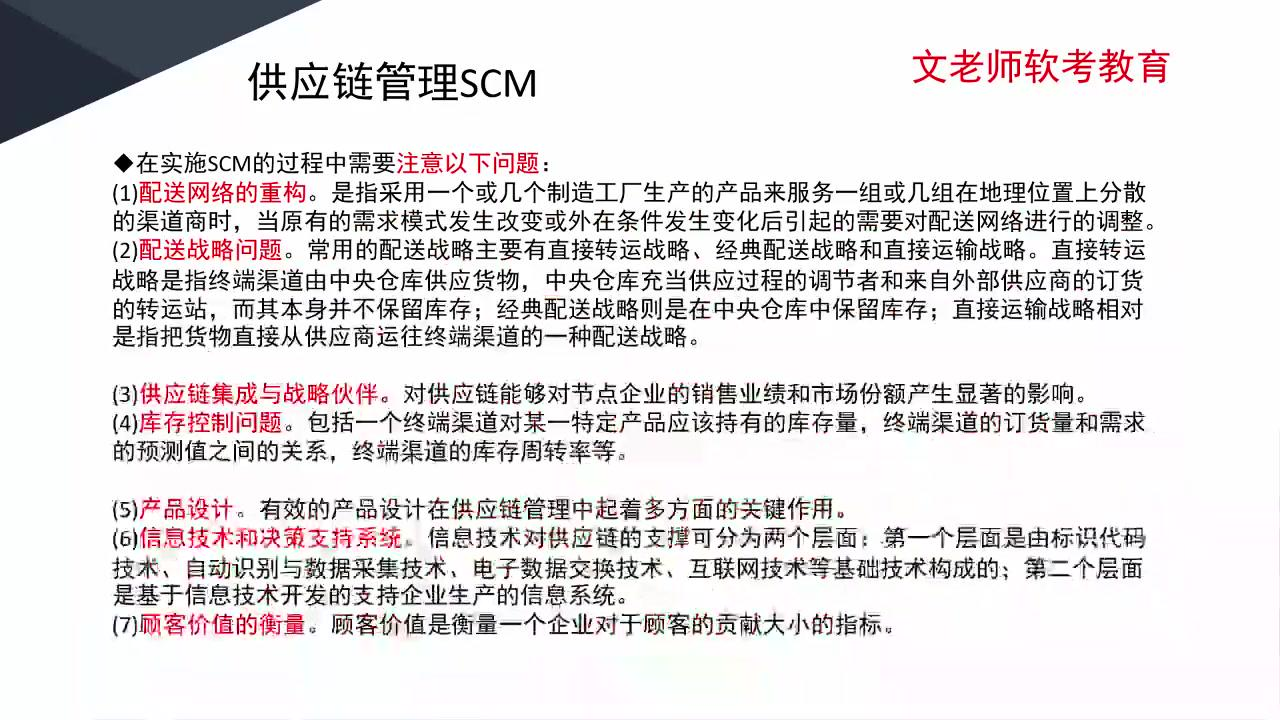 供应链管理SCM
文老师软考教育
◆在实施SCM的过程中需要注意以下问题：
(1)配送网络的重构。是指采用一个或几个制造工厂生产的产品来服务一组或几组在地理位置上分散
的渠道商时，当原有的需求模式发生改变或外在条件发生变化后引起的需要对配送网络进行的调整。
(2)配送战略问题。常用的配送战略主要有直接转运战略、经典配送战略和直接运输战略。直接转运
战略是指终端渠道由中央仓库供应货物，中央仓库充当供应过程的调节者和来自外部供应商的订货
的转运站，而其本身并不保留库存；经典配送战略则是在中央仓库中保留库存；直接运输战略相对
是指把货物直接从供应商运往终端渠道的一种配送战略。
(3)供应链集成与战略伙伴。对供应链能够对节点企业的销售业绩和市场份额产生显著的影响。
(4)库存控制问题。包括一个终端渠道对某一特定产品应该持有的库存量，终端渠道的订货量和需求
的预测值之间的关系，终端渠道的库存周转率等。
(5)产品设计。有效的产品设计在供应链管理中起着多方面的关键作用。
(6)信息技术和决策支持系统。信息技术对供应链的支撑可分为两个层面：第一个层面是由标识代码
技术、自动识别与数据采集技术、电子数据交换技术、互联网技术等基础技术构成的；第二个层面
是基于信息技术开发的支持企业生产的信息系统。
(7)顾客价值的衡量。顾客价值是衡量一个企业对于顾客的贡献大小的指标。